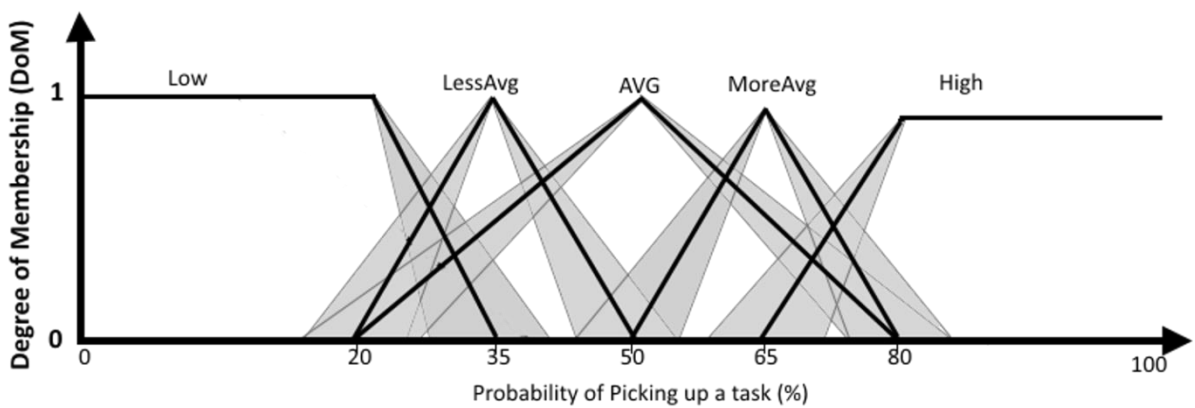 Degree of Membership (DoM)
1
0
Low
LessAvg
AVG
MoreAvg
High
0
20
35
50
65
80
100
Probability of Picking up a task (%)